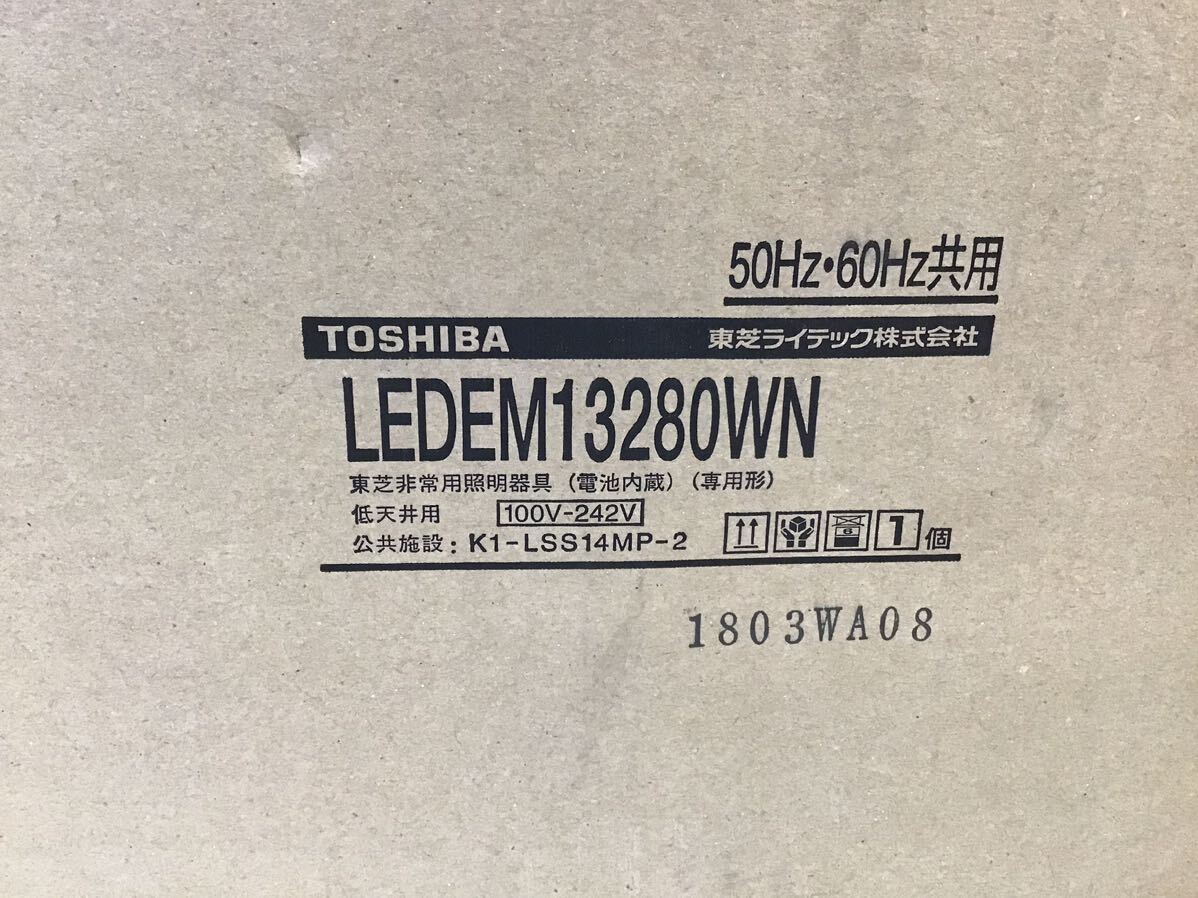 50Hz・60Hz共用
TOSHIBA 東芝ライテック株式会社
LEDEM13280WN
東芝非常用照明器具(電池内蔵)(専用形)
低天井用 100V-242V
公共施設:K1-LSS14MP-2 6 1個
1803WA08